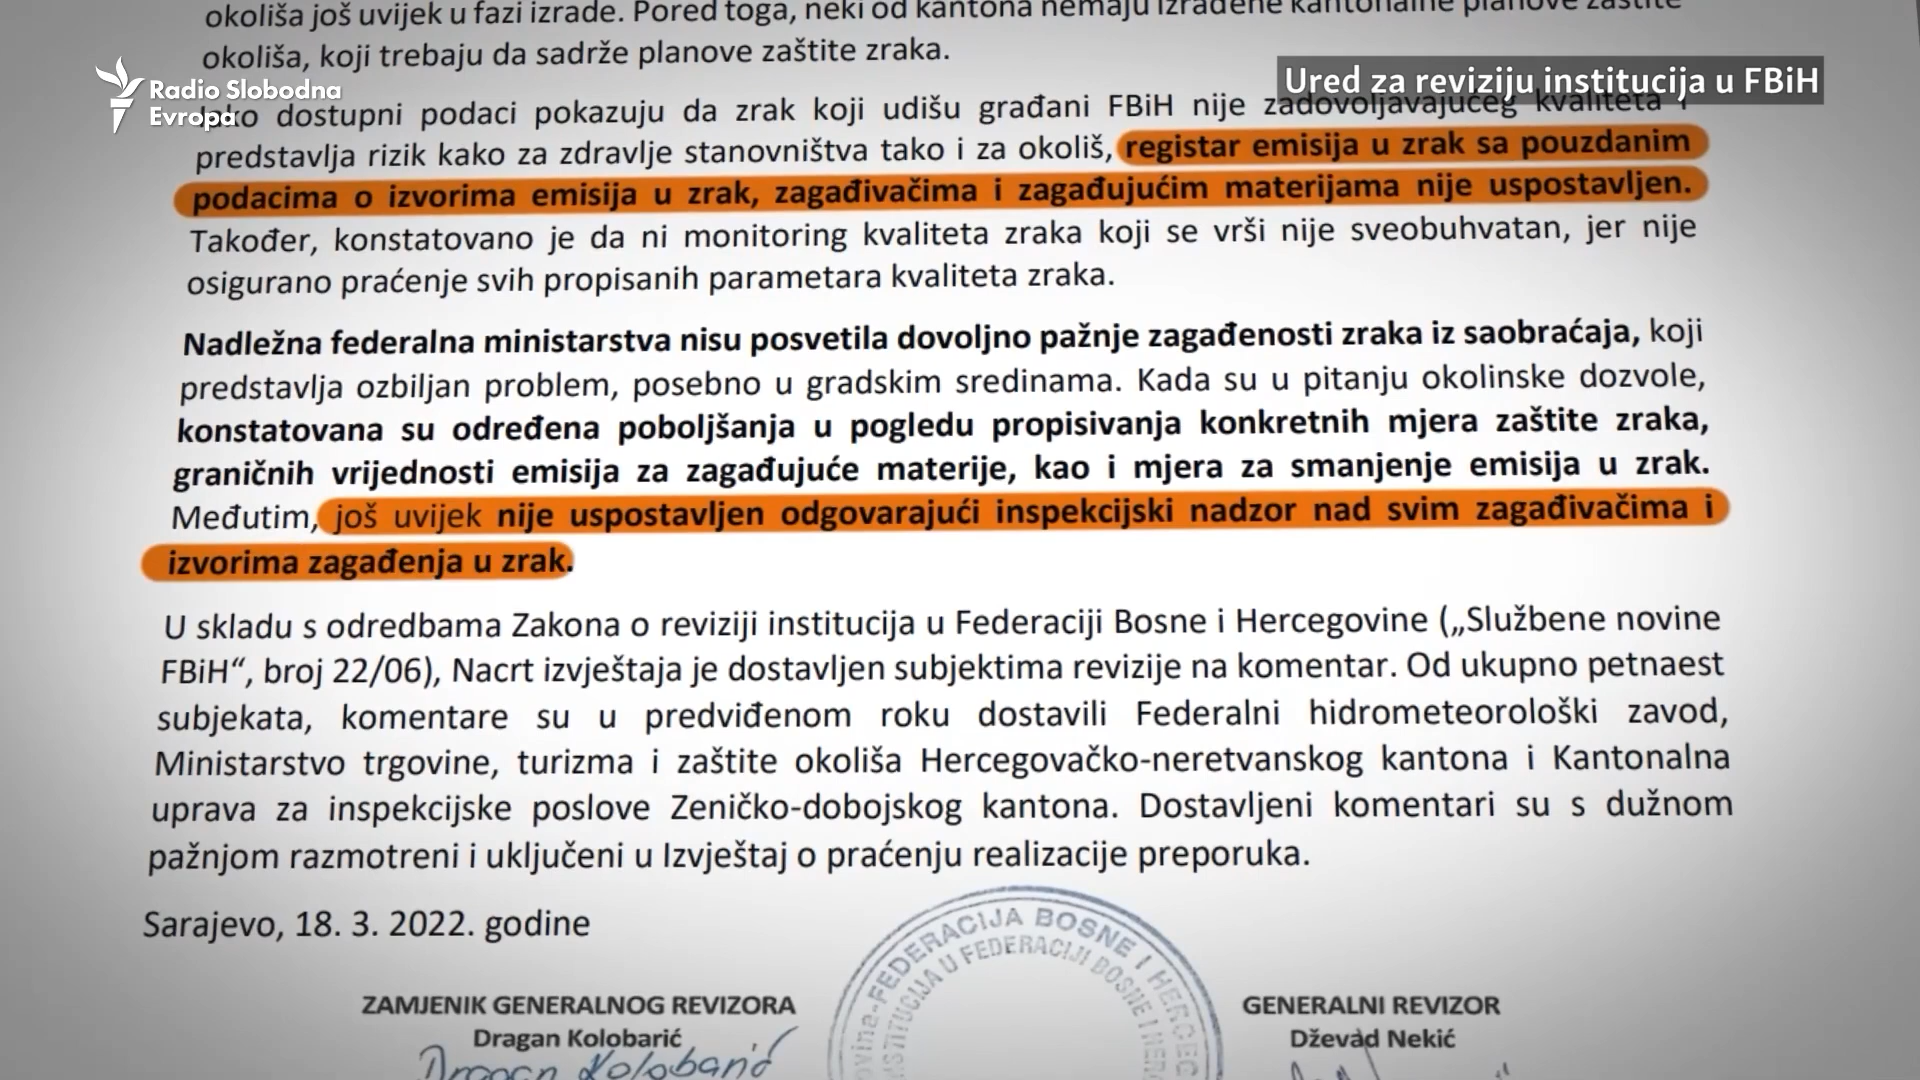 okoliša još uvijek u fazi izrade. Pored toga, neki od kantona nemaju izrađene kantonalne planove zaštite
okoliša, koji trebaju da sadrže planove zaštite zraka.
Radio Slobodna
Evropa
Ured za reviziju institucija u FBiH
Iako dostupni podaci pokazuju da zrak koji udišu građani FBiH nije zadovoljavajućeg kvaliteta i
predstavlja rizik kako za zdravlje stanovništva tako i za okoliš, registar emisija u zrak sa pouzdanim
podacima o izvorima emisija u zrak, zagađivačima i zagađujućim materijama nije uspostavljen.
Također, konstatovano je da ni monitoring kvaliteta zraka koji se vrši nije sveobuhvatan, jer nije
osigurano praćenje svih propisanih parametara kvaliteta zraka.
Nadležna federalna ministarstva nisu posvetila dovoljno pažnje zagađenosti zraka iz saobraćaja, koji
predstavlja ozbiljan problem, posebno u gradskim sredinama. Kada su u pitanju okolinske dozvole,
konstatovana su određena poboljšanja u pogledu propisivanja konkretnih mjera zaštite zraka,
graničnih vrijednosti emisija za zagađujuće materije, kao i mjera za smanjenje emisija u zrak.
Međutim, još uvijek nije uspostavljen odgovarajući inspekcijski nadzor nad svim zagađivačima i
izvorima zagađenja u zrak.
U skladu s odredbama Zakona o reviziji institucija u Federaciji Bosne i Hercegovine („Službene novine
FBiH“, broj 22/06), Nacrt izvještaja je dostavljen subjektima revizije na komentar. Od ukupno petnaest
subjekata, komentare su u predviđenom roku dostavili Federalni hidrometeorološki zavod,
Ministarstvo trgovine, turizma i zaštite okoliša Hercegovačko-neretvanskog kantona i Kantonalna
uprava za inspekcijske poslove Zeničko-dobojskog kantona. Dostavljeni komentari su s dužnom
pažnjom razmotreni i uključeni u Izvještaj o praćenju realizacije preporuka.
Sarajevo, 18. 3. 2022. godine
FEDERACIJA BOSNE I HERCEG
INSTITUCIJA U FEDERACIJI BOSNE I HERC
ZAMJENIK GENERALNOG REVIZORA
Dragan Kolobarić
Dragan Kolobarić
GENERALNI REVIZOR
Dževad Nekić